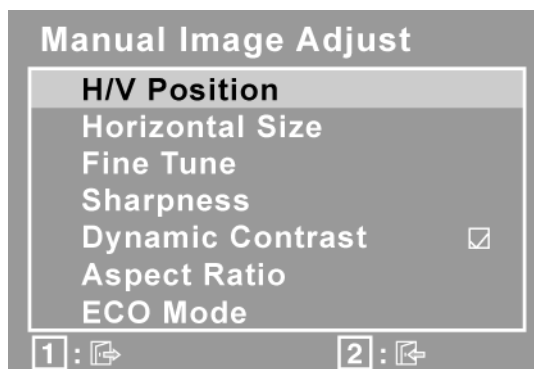 Manual Image Adjust
H/V Position
Horizontal Size
Fine Tune
Sharpness
Dynamic Contrast
Aspect Ratio
ECO Mode
1: 2: